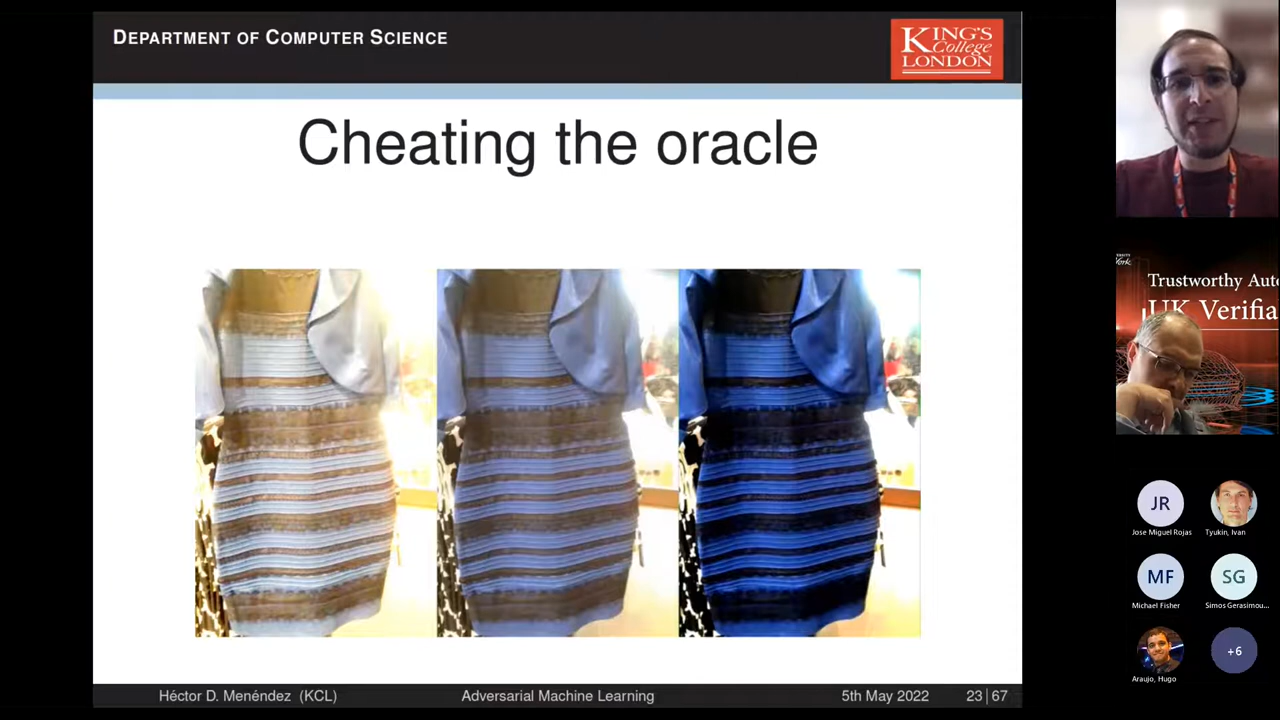 DEPARTMENT OF COMPUTER SCIENCE
KING'S
College
LONDON
Cheating the oracle
Héctor D. Menéndez (KCL)
Adversarial Machine Learning
5th May 2022
23|67
Trustworthy Auto
UK Verifia
JR
Jose Miguel Rojas
Tyukin, Ivan
MF
Michael Fisher
SG
Simos Gerasimou...
Araujo, Hugo
+6